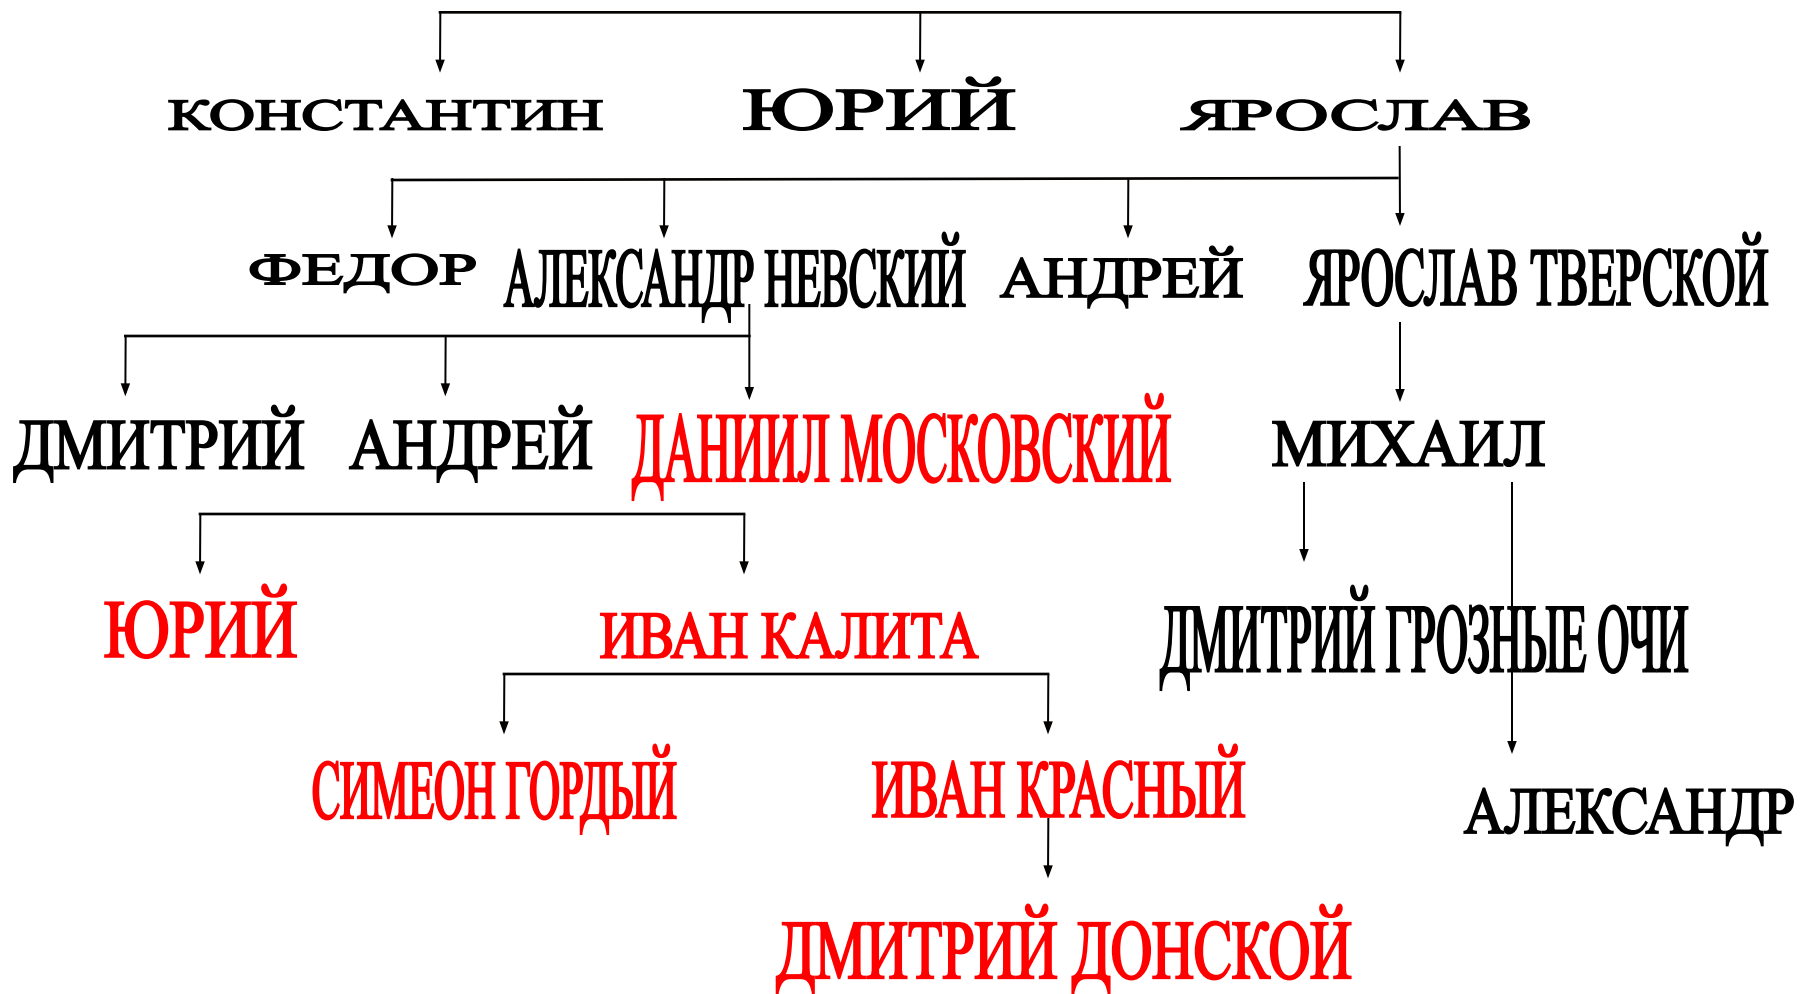 КОНСТАНТИН ЮРИЙ ЯРОСЛАВ
ФЕДОР АЛЕКСАНДР НЕВСКИЙ АНДРЕЙ ЯРОСЛАВ ТВЕРСКОЙ
ДМИТРИЙ АНДРЕЙ ДАНИИЛ МОСКОВСКИЙ МИХАИЛ
ЮРИЙ ИВАН КАЛИТА ДМИТРИЙ ГРОЗНЫЕ ОЧИ
СИМЕОН ГОРДЫЙ ИВАН КРАСНЫЙ АЛЕКСАНДР
ДМИТРИЙ ДОНСКОЙ